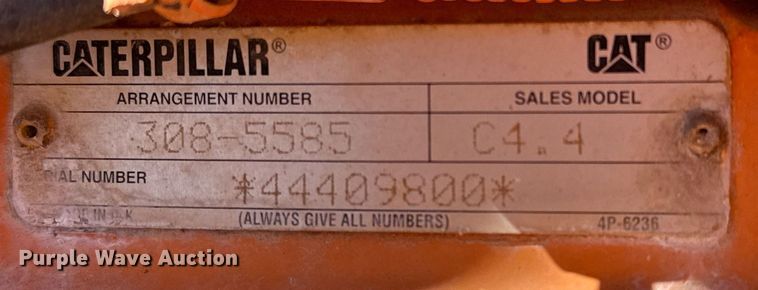 CATERPILLAR® CAT®
ARRANGEMENT NUMBER SALES MODEL
308-5585 C4.4
IAL NUMBER *44409800*
IN (ALWAYS GIVE ALL NUMBERS) 4P-6236
Purple Wave Auction